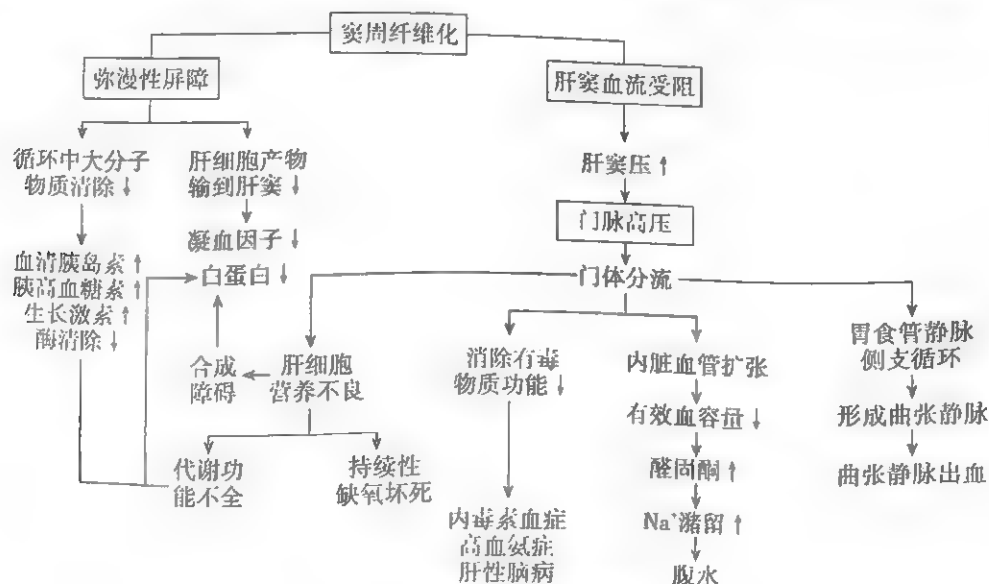 窦周纤维化
弥漫性屏障
肝窦血流受阻
循环中大分子
物质清除↓
肝细胞产物
输到肝窦↓
肝窦压↑
门脉高压
凝血因子↓
白蛋白↓
血清胰岛素↑
胰高血糖素↑
生长激素↑
酶清除↓
门体分流
合成
障碍
肝细胞
营养不良
消除有毒
物质功能↓
内脏血管扩张
胃食管静脉
侧支循环
有效血容量↓
形成曲张静脉
代谢功
能不全
持续性
缺氧坏死
醛固酮↑
曲张静脉出血
内毒素血症
高血氨症
肝性脑病
Na⁺潴留↑
腹水